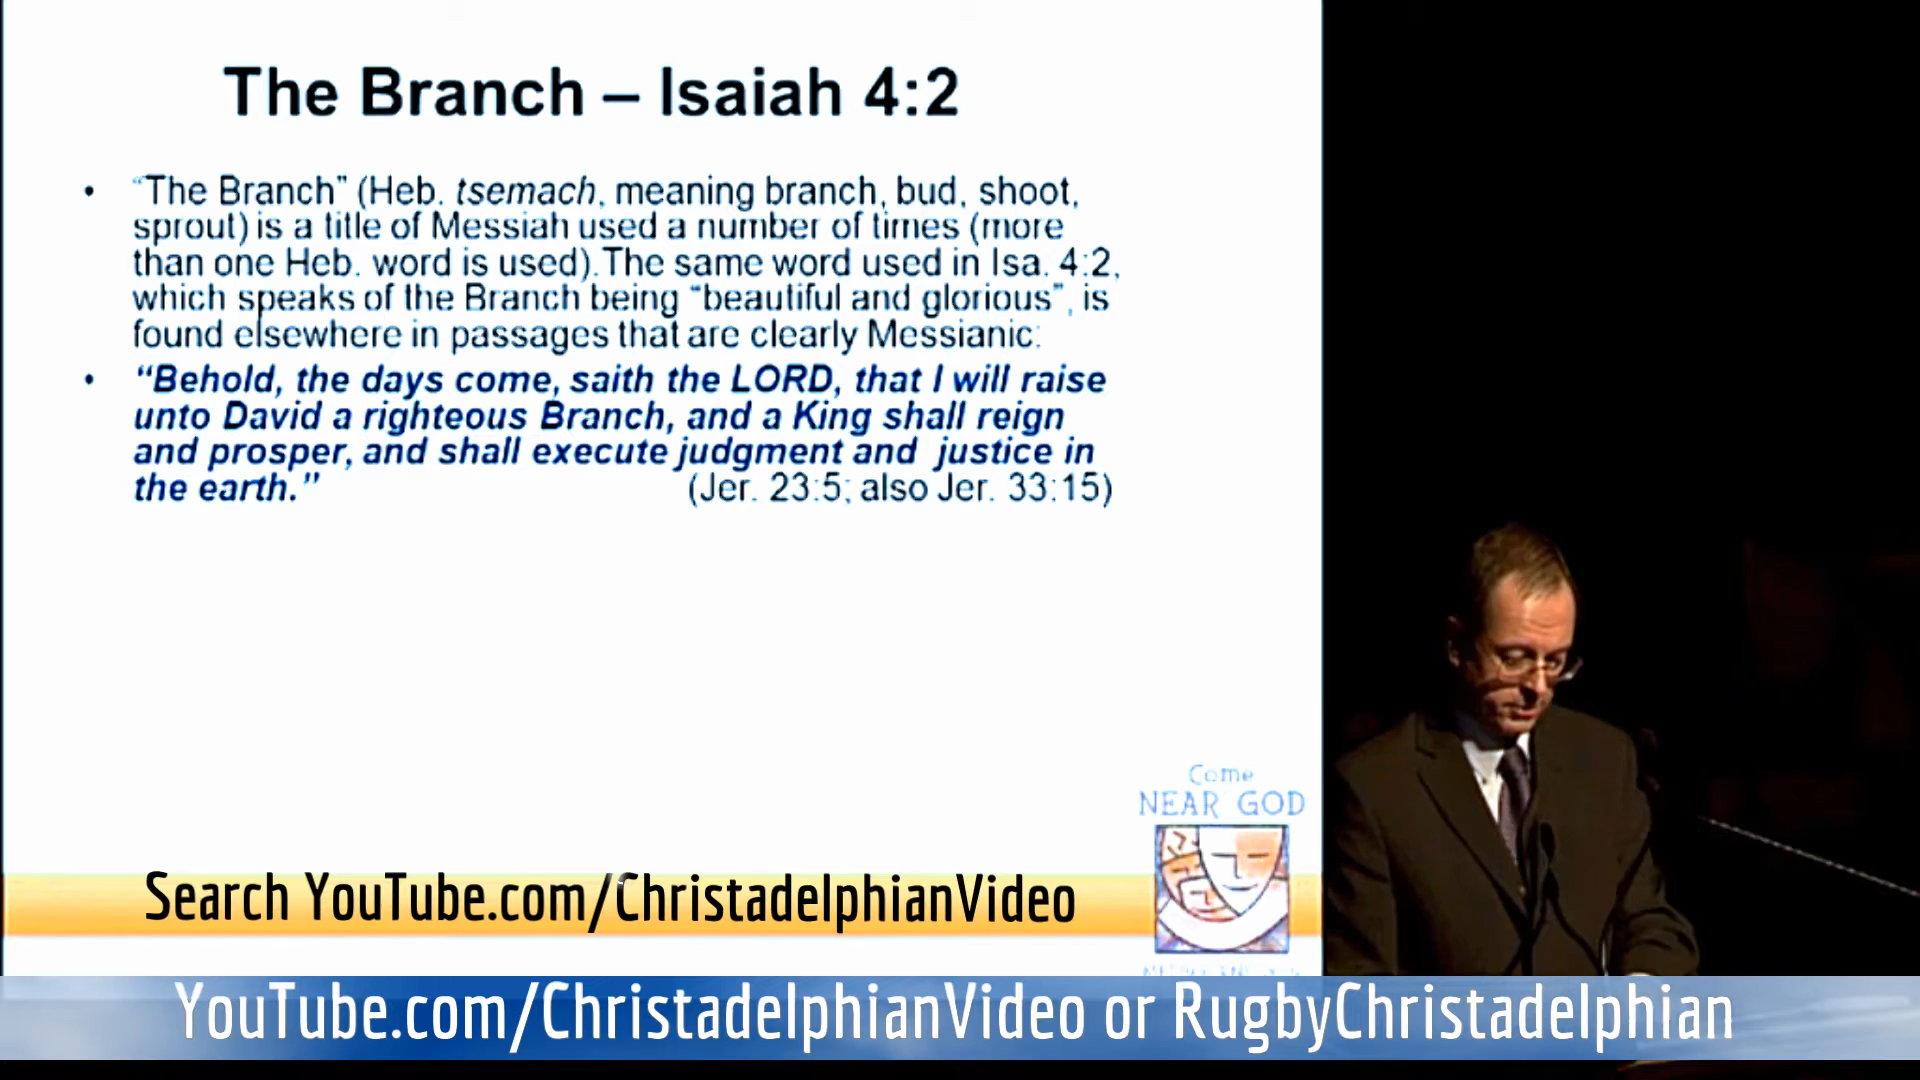 The Branch – Isaiah 4:2
• “The Branch” (Heb. tsemach, meaning branch, bud, shoot,
sprout) is a title of Messiah used a number of times (more
than one Heb. word is used). The same word used in Isa. 4:2,
which speaks of the Branch being “beautiful and glorious”, is
found elsewhere in passages that are clearly Messianic:
• “Behold, the days come, saith the LORD, that I will raise
unto David a righteous Branch, and a King shall reign
and prosper, and shall execute judgment and justice in
the earth.” (Jer. 23:5; also Jer. 33:15)
Come
NEAR GOD
Search YouTube.com/ChristadelphianVideo
YouTube.com/ChristadelphianVideo or RugbyChristadelphian